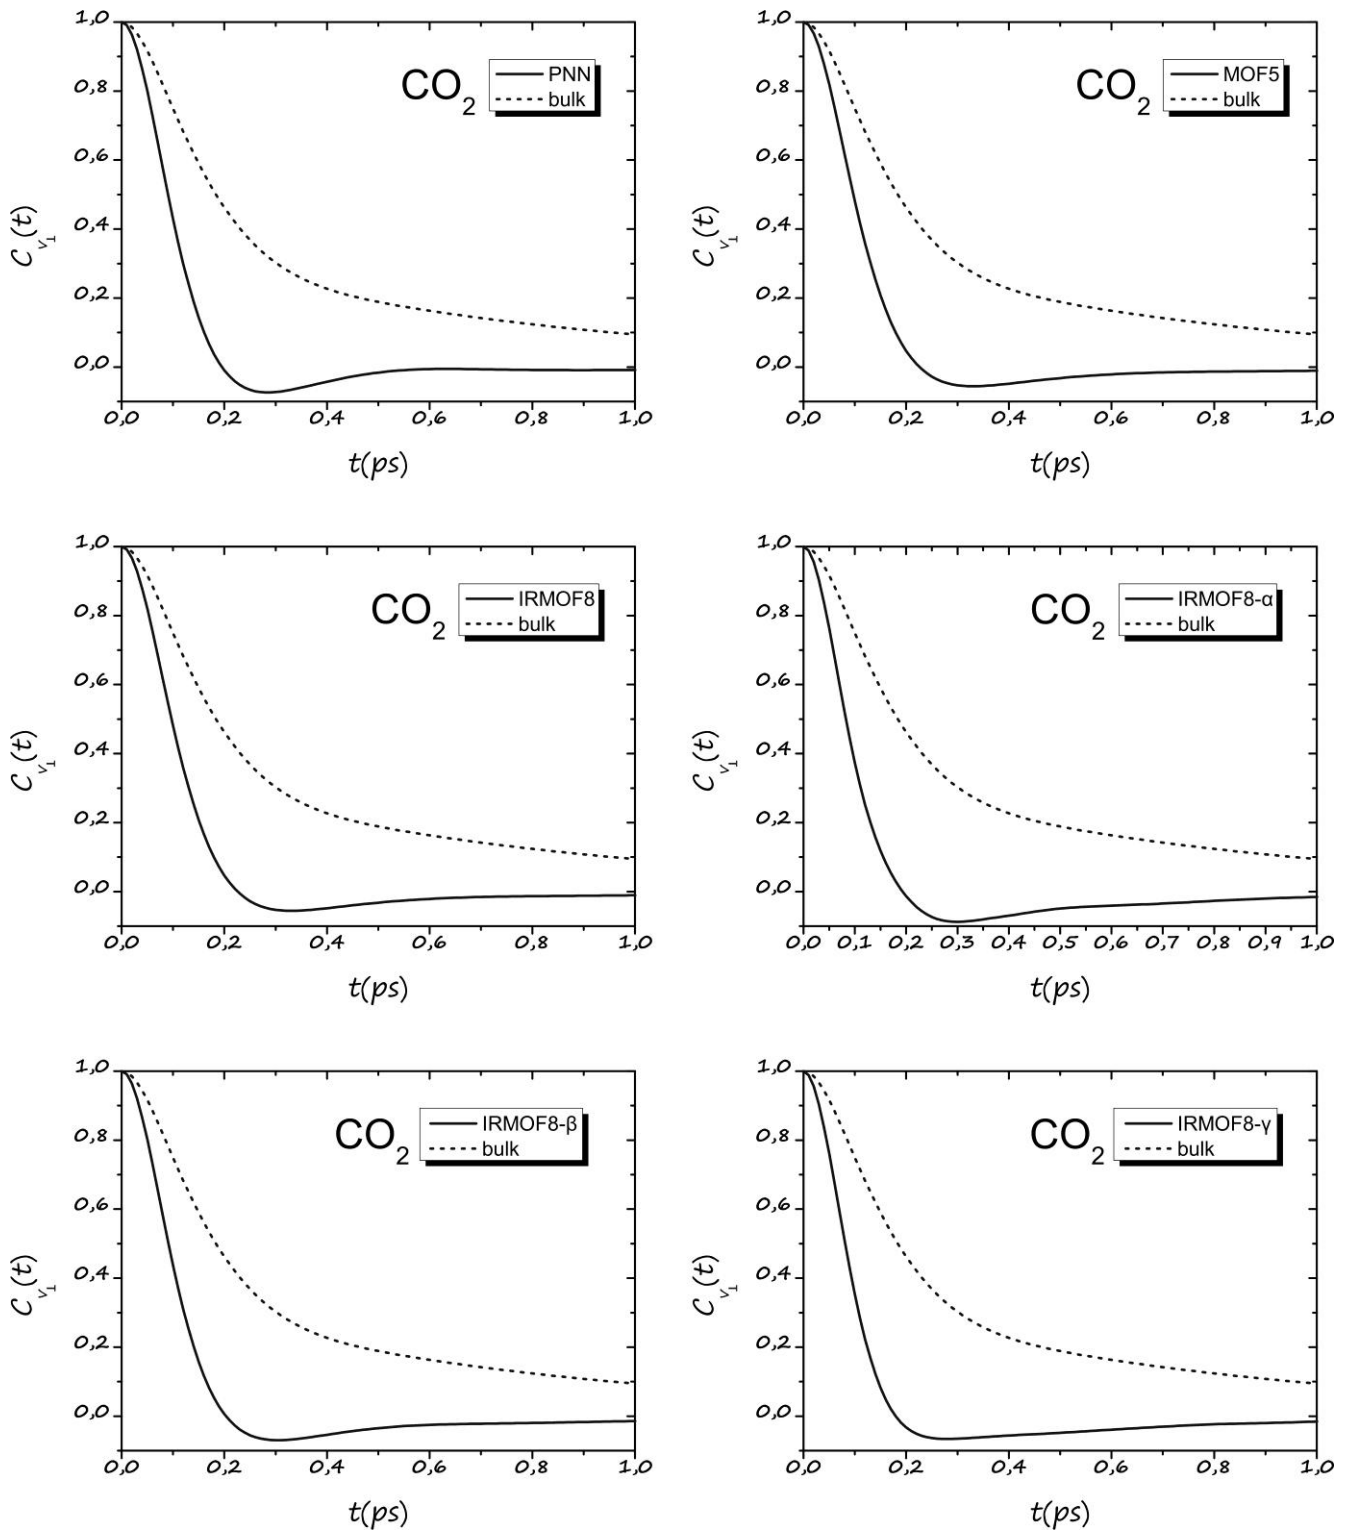 1,0
0,8
0,6
0,4
0,2
0,0
C v⊥ (t)
CO2
PNN
bulk
0,0 0,2 0,4 0,6 0,8 1,0
t(ps)
1,0
0,8
0,6
0,4
0,2
0,0
C v⊥ (t)
CO2
MOF5
bulk
0,0 0,2 0,4 0,6 0,8 1,0
t(ps)
1,0
0,8
0,6
0,4
0,2
0,0
C v⊥ (t)
CO2
IRMOF8
bulk
0,0 0,2 0,4 0,6 0,8 1,0
t(ps)
1,0
0,8
0,6
0,4
0,2
0,0
C v⊥ (t)
CO2
IRMOF8-α
bulk
0,0 0,1 0,2 0,3 0,4 0,5 0,6 0,7 0,8 0,9 1,0
t(ps)
1,0
0,8
0,6
0,4
0,2
0,0
C v⊥ (t)
CO2
IRMOF8-β
bulk
0,0 0,2 0,4 0,6 0,8 1,0
t(ps)
1,0
0,8
0,6
0,4
0,2
0,0
C v⊥ (t)
CO2
IRMOF8-γ
bulk
0,0 0,2 0,4 0,6 0,8 1,0
t(ps)